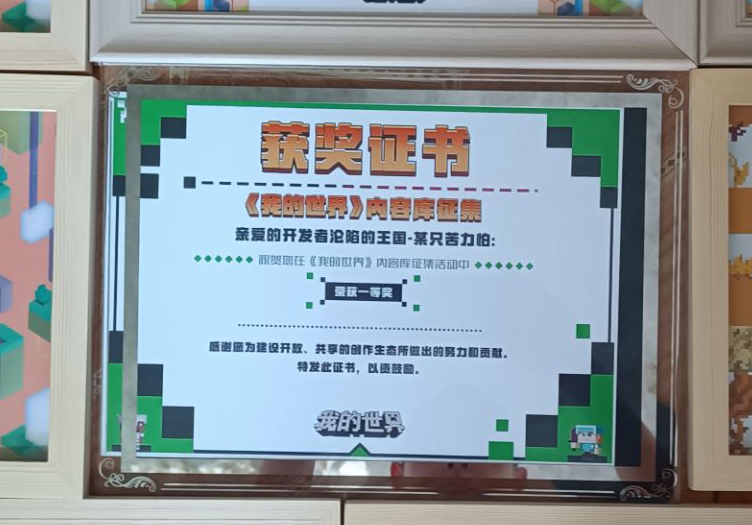 获奖证书
《我的世界》内容库征集
亲爱的开发者沦陷的王国-某只苦力怕:
祝贺您在《我的世界》内容库征集活动中
荣获一等奖
感谢您为建设开放、共享的创作生态所做出的努力和贡献。
特发此证书，以资鼓励。
我的世界